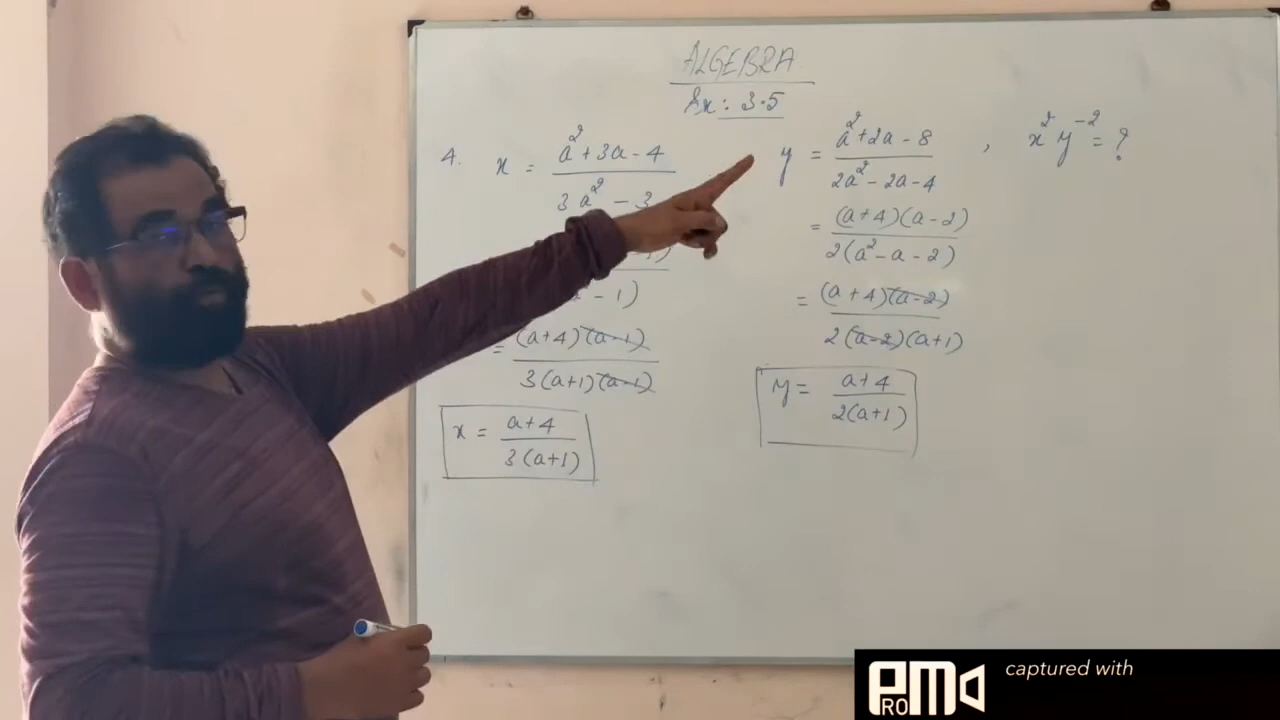 ALGEBRA
Ex: 3.5
4. x = (a² + 3a - 4) / (3a² - 3)
= (a+4)(a-1) / 3(a+1)(a-1)
x = (a+4) / 3(a+1)
y = (a² + 2a - 8) / (2a² - 2a - 4) , x² y⁻² = ?
= (a+4)(a-2) / 2(a² - a - 2)
= (a+4)(a-2) / 2(a-2)(a+1)
y = (a+4) / 2(a+1)
PROM
captured with